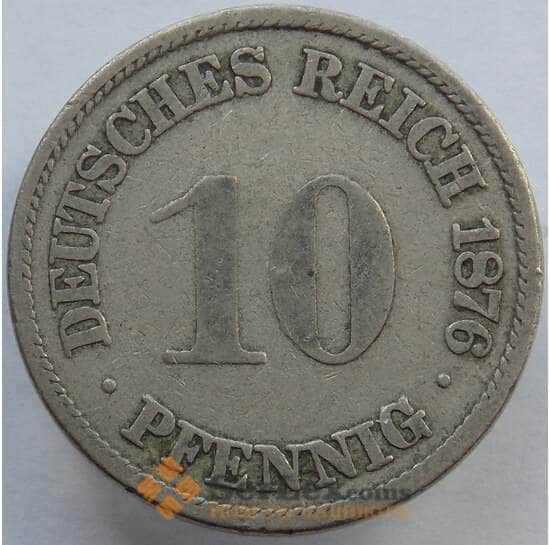 DEUTSCHES REICH 1876
10
PFENNIG